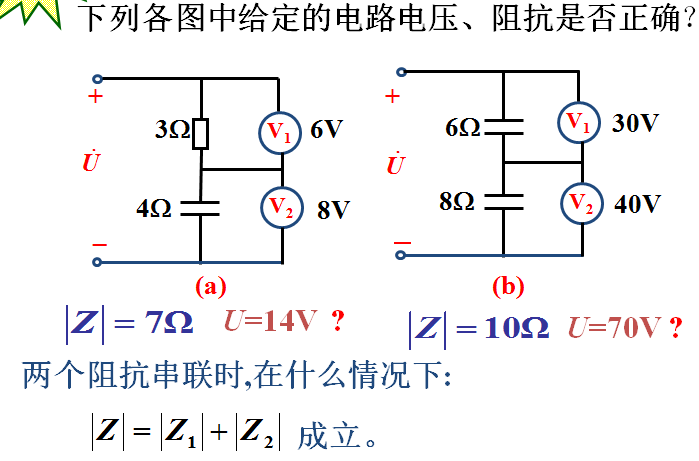 下列各图中给定的电路电压、阻抗是否正确?
+ 3Ω V₁ 6V
U̇
4Ω V₂ 8V
−
(a)
+ 6Ω V₁ 30V
U̇
8Ω V₂ 40V
−
(b)
|Z| = 7Ω U=14V ?
|Z| = 10Ω U=70V ?
两个阻抗串联时,在什么情况下:
|Z| = |Z₁| + |Z₂| 成立。